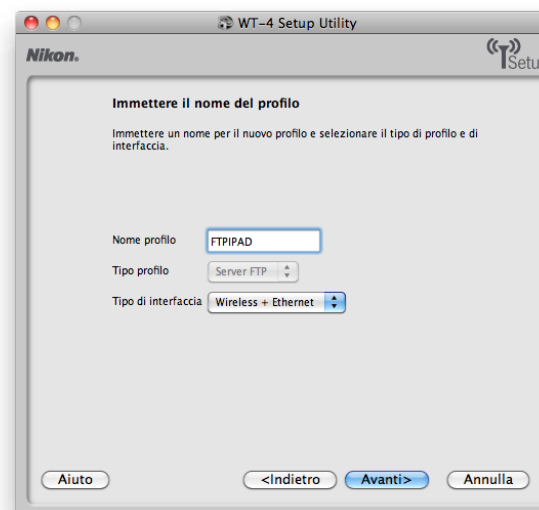 WT-4 Setup Utility
Nikon.
Setu
Immettere il nome del profilo
Immettere un nome per il nuovo profilo e selezionare il tipo di profilo e di
interfaccia.
Nome profilo FTPIPAD
Tipo profilo Server FTP
Tipo di interfaccia Wireless + Ethernet
Aiuto <Indietro Avanti> Annulla